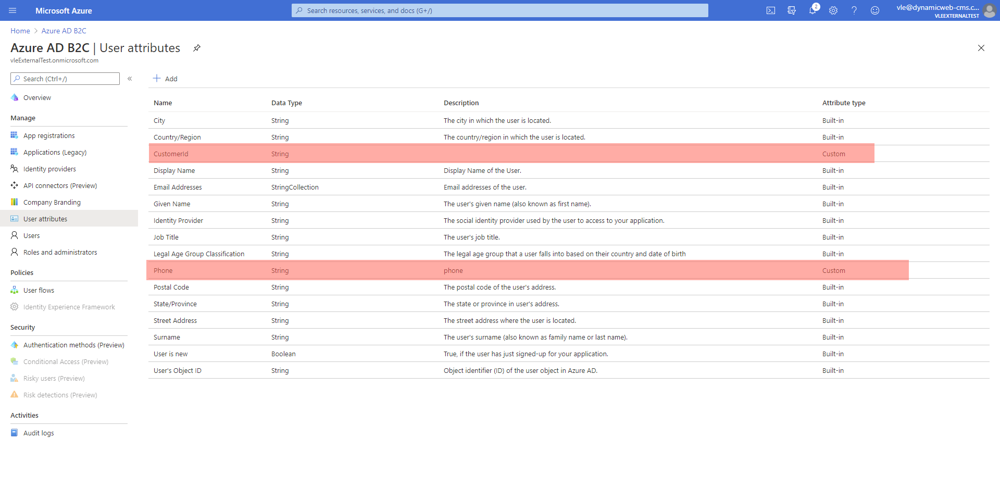 Microsoft Azure
Search resources, services, and docs (G+/)
2
vle@dynamicweb-cms.c...
VLEEXTERNALTEST
Home > Azure AD B2C
Azure AD B2C | User attributes
vleExternalTest.onmicrosoft.com
Search (Ctrl+/)
«
Overview
Manage
App registrations
Applications (Legacy)
Identity providers
API connectors (Preview)
Company Branding
User attributes
Users
Roles and administrators
Policies
User flows
Identity Experience Framework
Security
Authentication methods (Preview)
Conditional Access (Preview)
Risky users (Preview)
Risk detections (Preview)
Activities
Audit logs
Add
Name Data Type Description Attribute type
City String The city in which the user is located. Built-in
Country/Region String The country/region in which the user is located. Built-in
CustomerId String Custom
Display Name String Display Name of the User. Built-in
Email Addresses StringCollection Email addresses of the user. Built-in
Given Name String The user's given name (also known as first name). Built-in
Identity Provider String The social identity provider used by the user to access to your application. Built-in
Job Title String The user's job title. Built-in
Legal Age Group Classification String The legal age group that a user falls into based on their country and date of birth Built-in
Phone String phone Custom
Postal Code String The postal code of the user's address. Built-in
State/Province String The state or province in user's address. Built-in
Street Address String The street address where the user is located. Built-in
Surname String The user's surname (also known as family name or last name). Built-in
User is new Boolean True, if the user has just signed-up for your application. Built-in
User's Object ID String Object identifier (ID) of the user object in Azure AD. Built-in